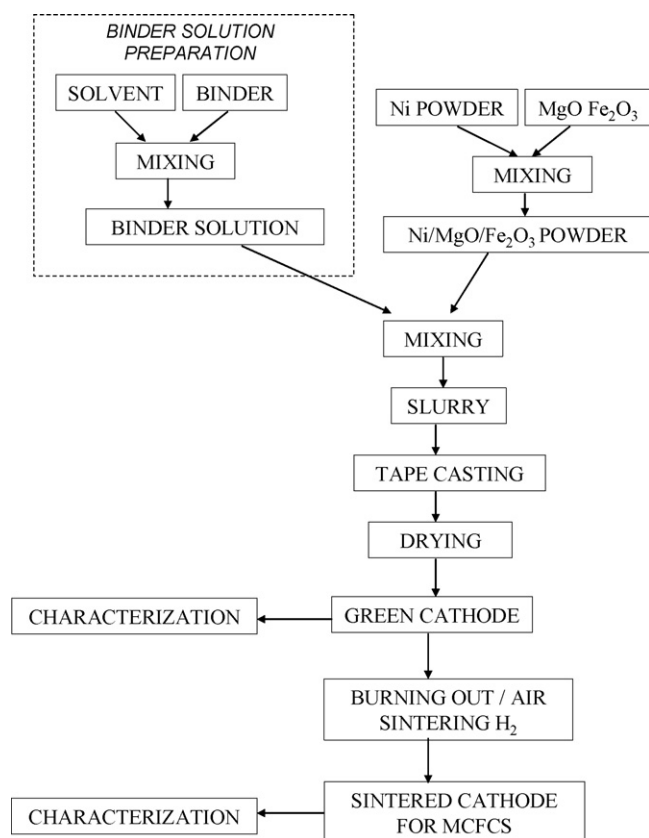 BINDER SOLUTION
PREPARATION
SOLVENT
BINDER
MIXING
BINDER SOLUTION
Ni POWDER
MgO Fe₂O₃
MIXING
Ni/MgO/Fe₂O₃ POWDER
MIXING
SLURRY
TAPE CASTING
DRYING
GREEN CATHODE
CHARACTERIZATION
BURNING OUT / AIR
SINTERING H₂
SINTERED CATHODE
FOR MCFCS
CHARACTERIZATION